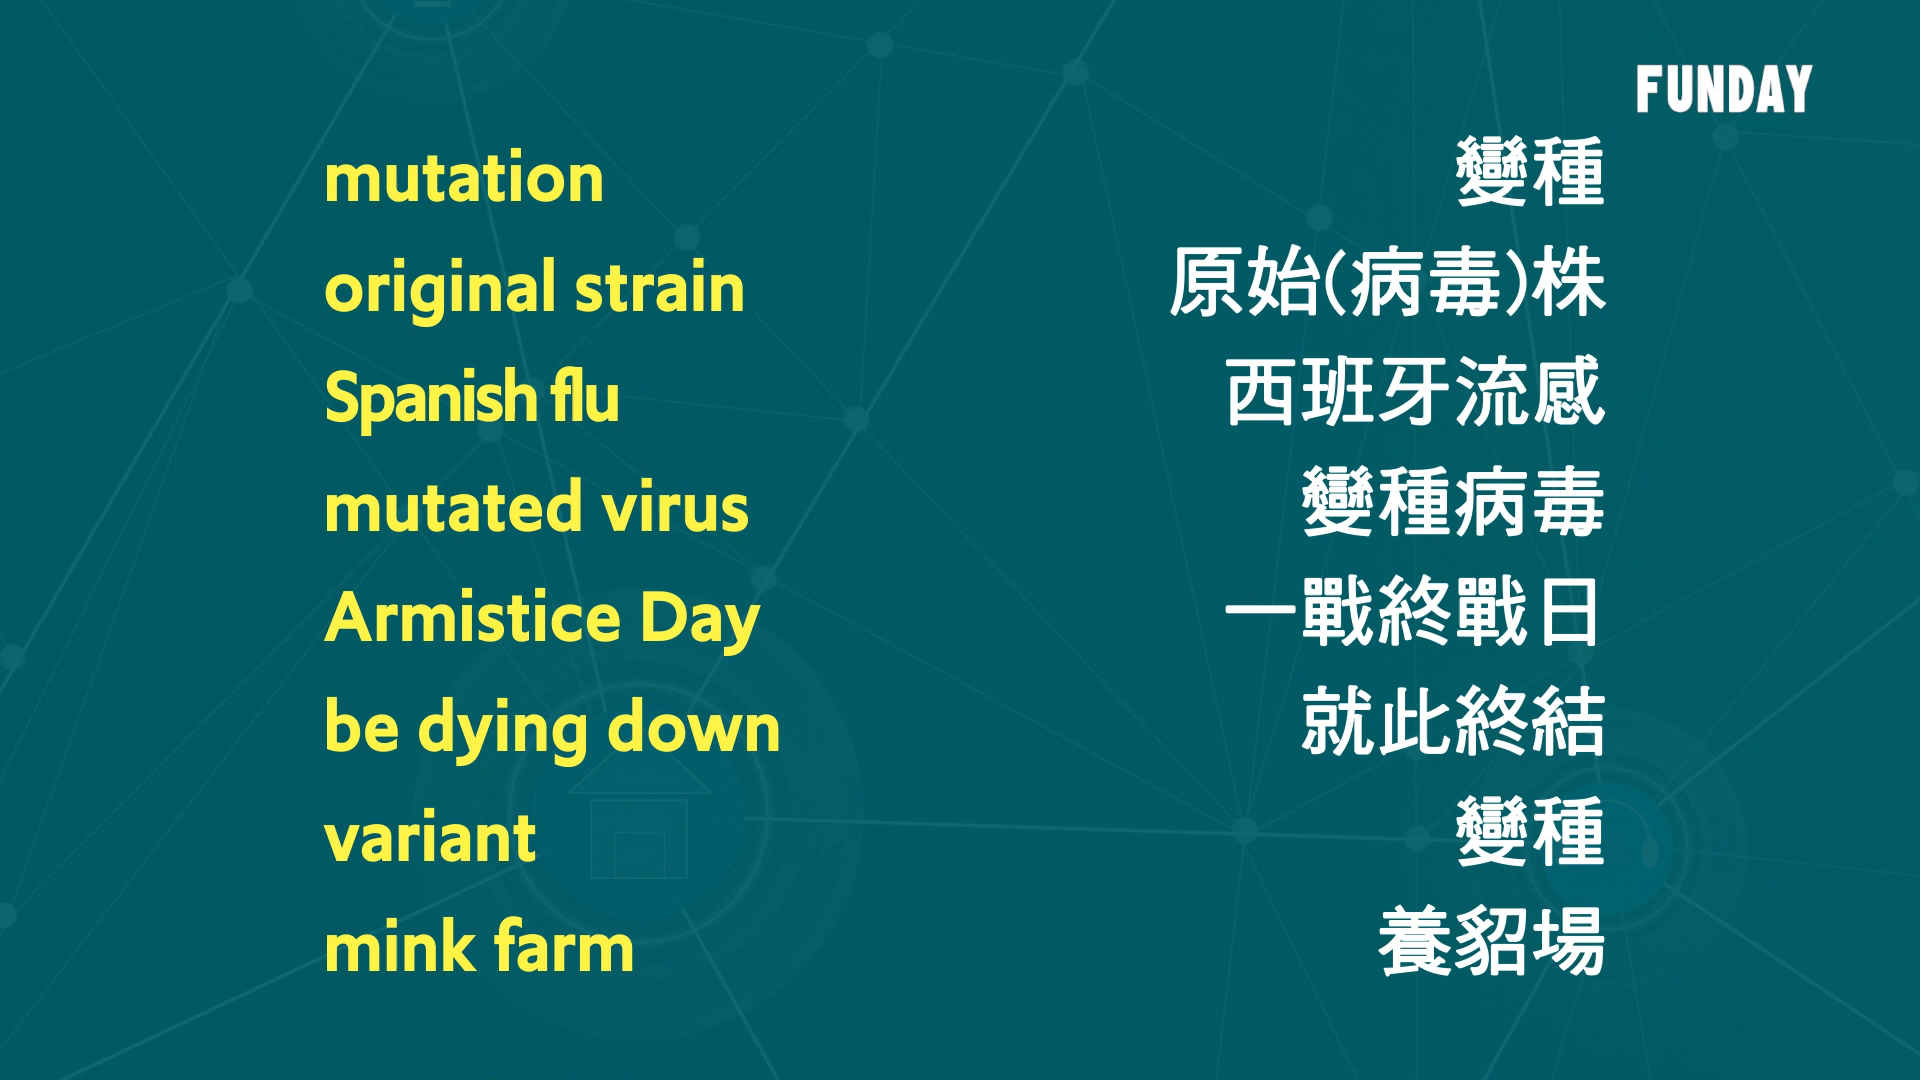 FUNDAY
mutation 變種
original strain 原始(病毒)株
Spanish flu 西班牙流感
mutated virus 變種病毒
Armistice Day 一戰終戰日
be dying down 就此終結
variant 變種
mink farm 養貂場